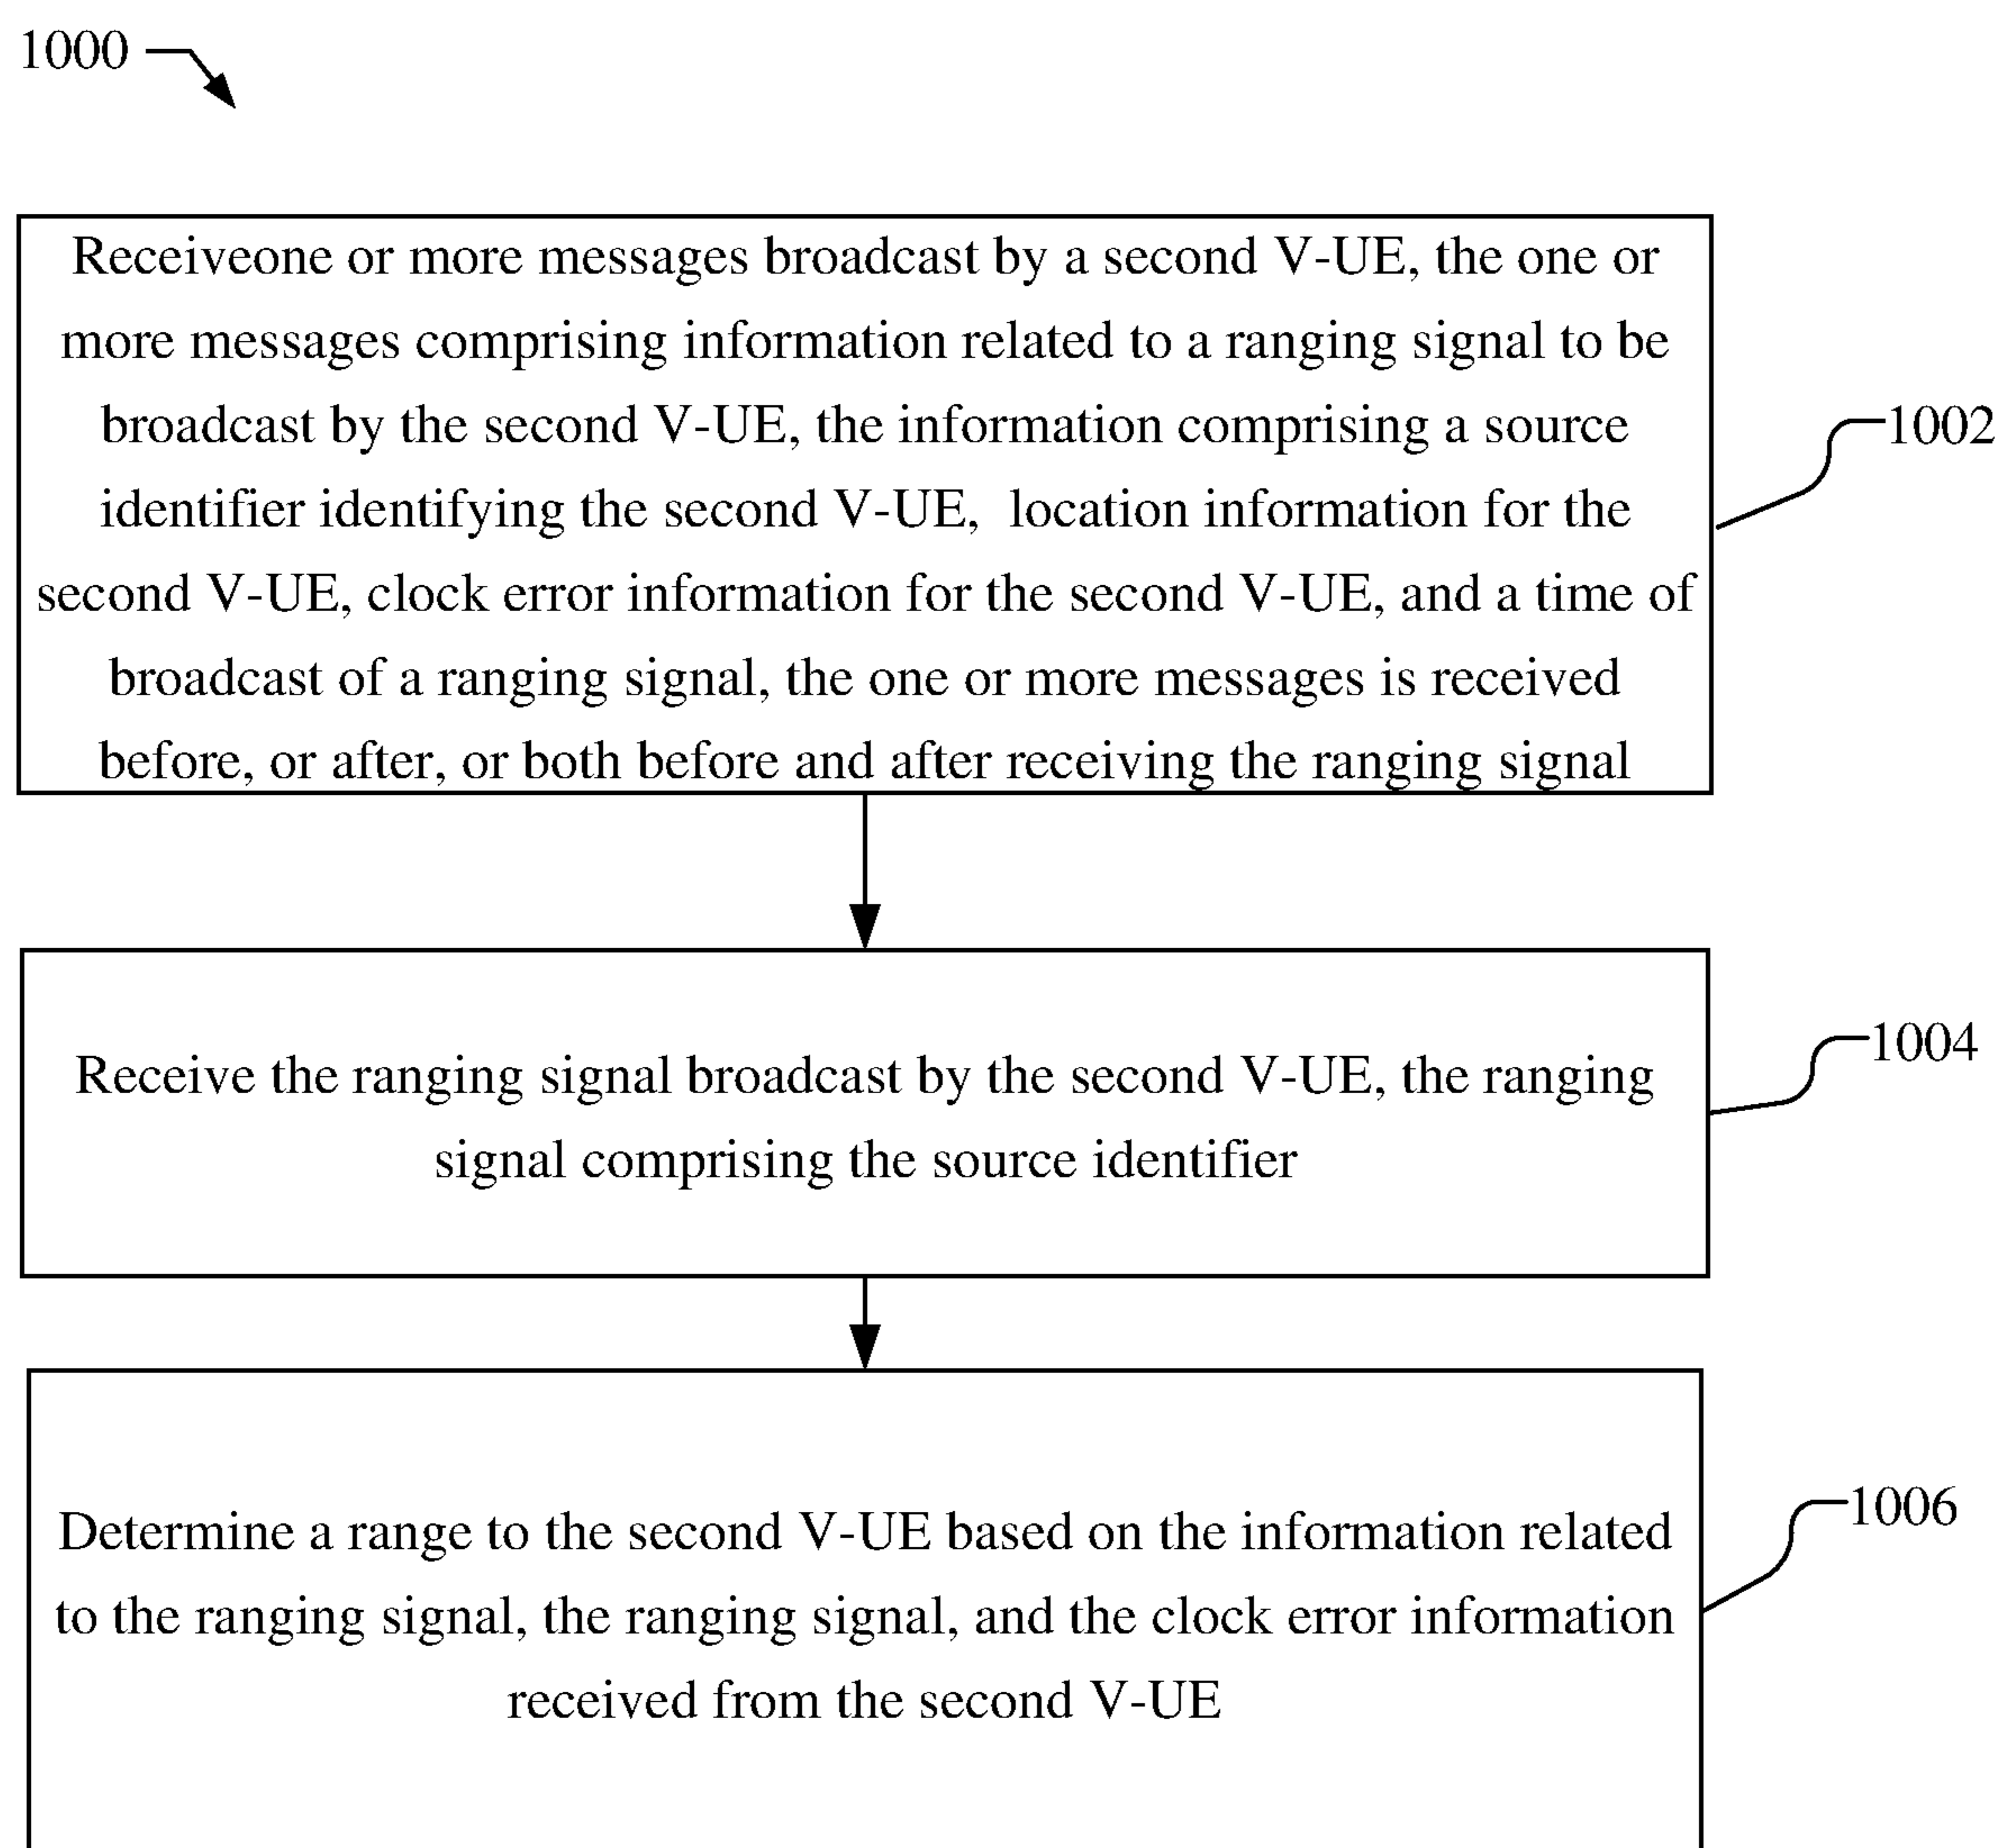 1000
Receiveone or more messages broadcast by a second V-UE, the one or
more messages comprising information related to a ranging signal to be
broadcast by the second V-UE, the information comprising a source
identifier identifying the second V-UE, location information for the
second V-UE, clock error information for the second V-UE, and a time of
broadcast of a ranging signal, the one or more messages is received
before, or after, or both before and after receiving the ranging signal
1002
Receive the ranging signal broadcast by the second V-UE, the ranging
signal comprising the source identifier
1004
Determine a range to the second V-UE based on the information related
to the ranging signal, the ranging signal, and the clock error information
received from the second V-UE
1006